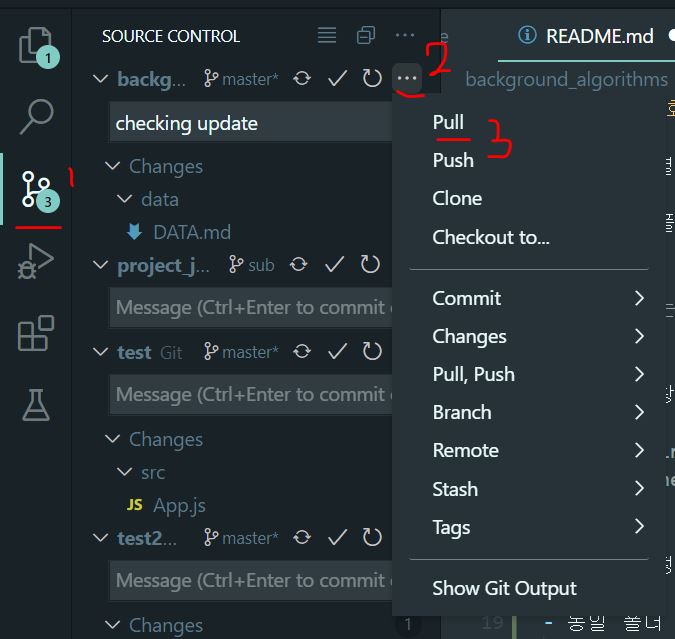 SOURCE CONTROL
1
backg... master*
checking update
Changes
data
DATA.md
3
1
project_j... sub
Message (Ctrl+Enter to commit
test Git master*
Message (Ctrl+Enter to commit
Changes
src
JS App.js
test2... master*
Message (Ctrl+Enter to commit
Changes
1
README.md
2
background_algorithms
Pull
3
Push
Clone
Checkout to...
Commit
Changes
Pull, Push
Branch
Remote
Stash
Tags
Show Git Output
19 - 동일 폴더